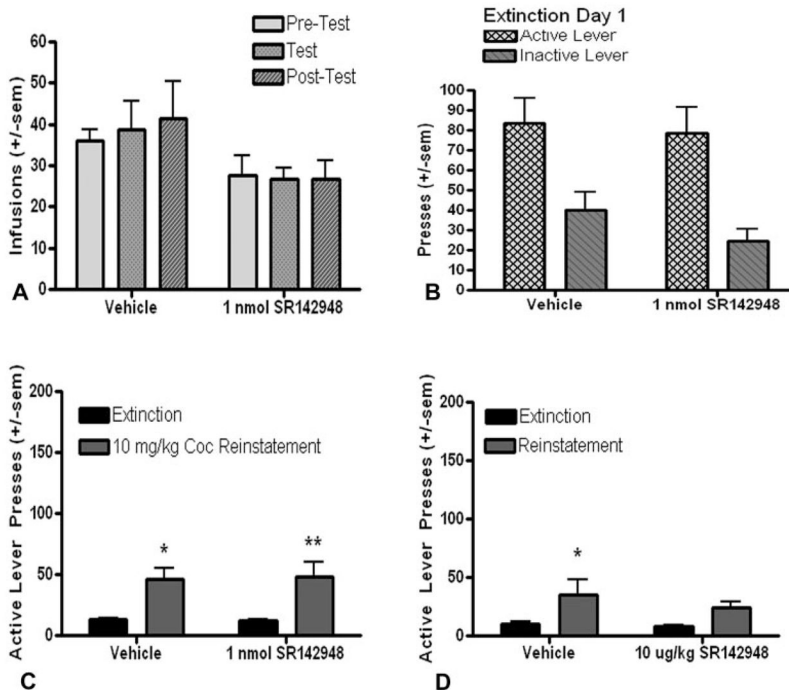 Pre-Test
Test
Post-Test
Infusions (+/-sem)
60
50
40
30
20
10
0
A
Vehicle
1 nmol SR142948
Extinction Day 1
Active Lever
Inactive Lever
Presses (+/-sem)
100
90
80
70
60
50
40
30
20
10
0
B
Vehicle
1 nmol SR142948
Active Lever Presses (+/-sem)
200
150
100
50
0
Extinction
10 mg/kg Coc Reinstatement
*
**
Vehicle
1 nmol SR142948
C
Active Lever Presses (+/-sem)
200
150
100
50
0
Extinction
Reinstatement
*
Vehicle
10 ug/kg SR142948
D